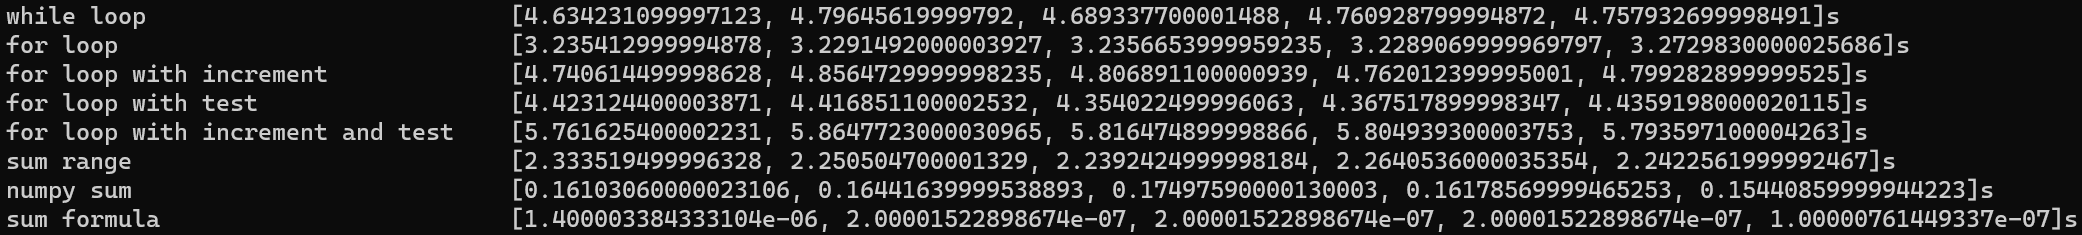 while loop [4.634231099997123, 4.79645619999792, 4.689337700001488, 4.760928799994872, 4.757932699998491]s
for loop [3.235412999994878, 3.2291492000003927, 3.2356653999959235, 3.2289069999969797, 3.2729830000025686]s
for loop with increment [4.740614499998628, 4.8564729999998235, 4.806891100000939, 4.762012399995001, 4.799282899999525]s
for loop with test [4.423124400003871, 4.416851100002532, 4.354022499996063, 4.367517899998347, 4.4359198000020115]s
for loop with increment and test [5.761625400002231, 5.8647723000030965, 5.816474899998866, 5.804939300003753, 5.793597100004263]s
sum range [2.333519499996328, 2.250504700001329, 2.2392424999998184, 2.2640536000035354, 2.2422561999992467]s
numpy sum [0.16103060000023106, 0.16441639999538893, 0.17497590000130003, 0.16178569999465253, 0.15440859999944223]s
sum formula [1.400003384333104e-06, 2.0000152289867​4e-07, 2.00001522898674e-07, 2.00001522898674e-07, 1.00000761449337e-07]s